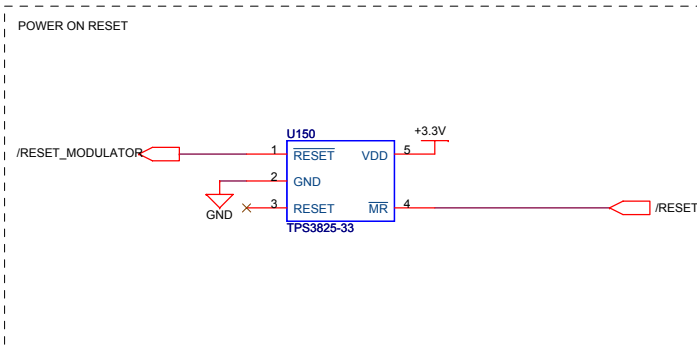 POWER ON RESET
U150
+3.3V
/RESET_MODULATOR
1
RESET
VDD
5
2
GND
GND
3
RESET
MR
4
/RESET
TPS3825-33